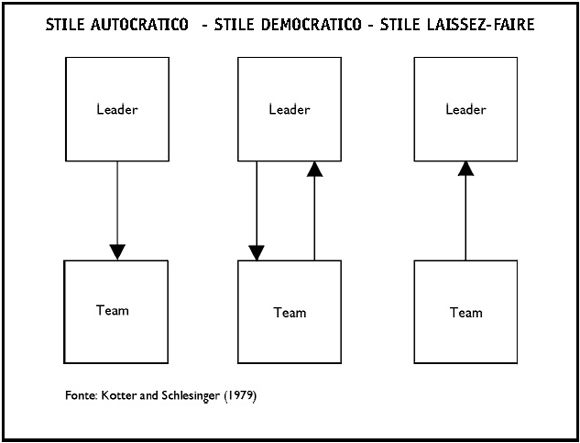 STILE AUTOCRATICO - STILE DEMOCRATICO - STILE LAISSEZ-FAIRE
Leader
Leader
Leader
Team
Team
Team
Fonte: Kotter and Schlesinger (1979)